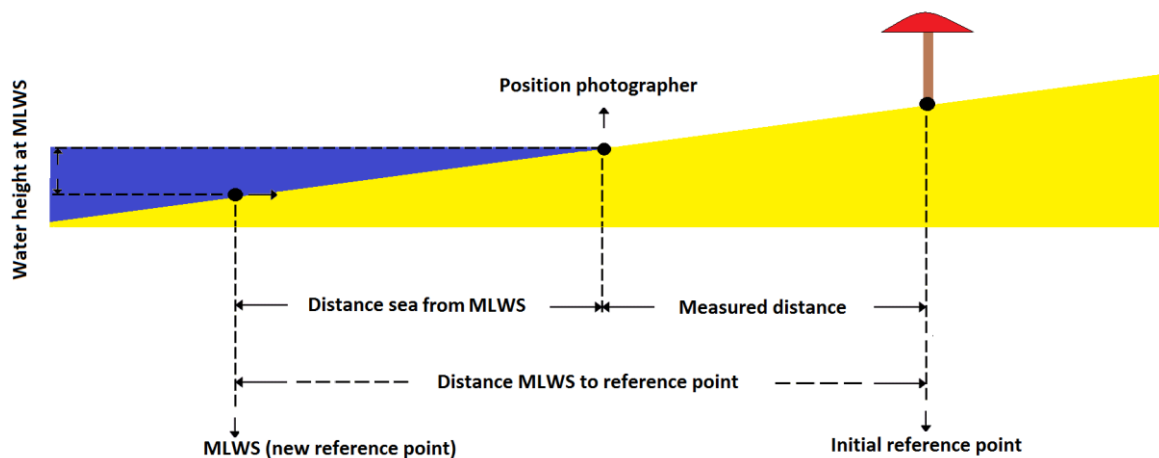 Water height at MLWS
Position photographer
Distance sea from MLWS
Measured distance
Distance MLWS to reference point
MLWS (new reference point)
Initial reference point